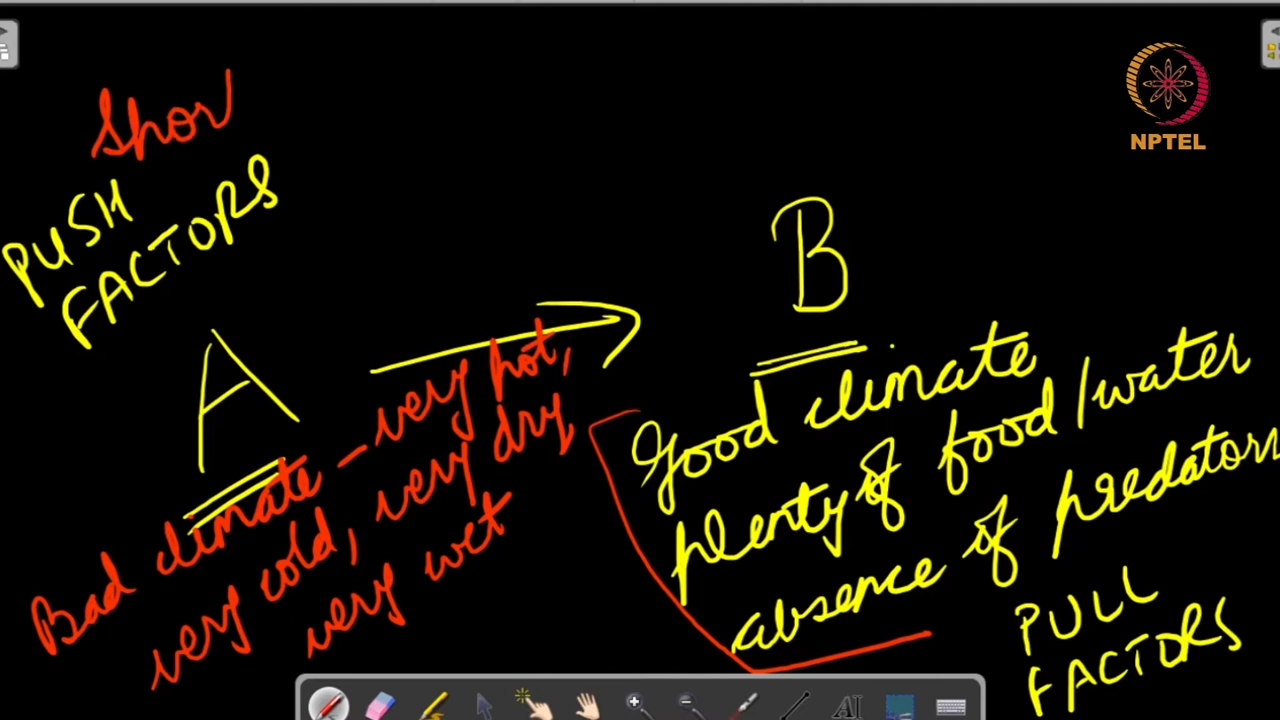 Shor
PUSH
FACTORS
A
Bad climate - very hot,
very cold, very dry
very wet
B
Good climate
plenty of food/water
absence of predators
PULL
FACTORS
NPTEL